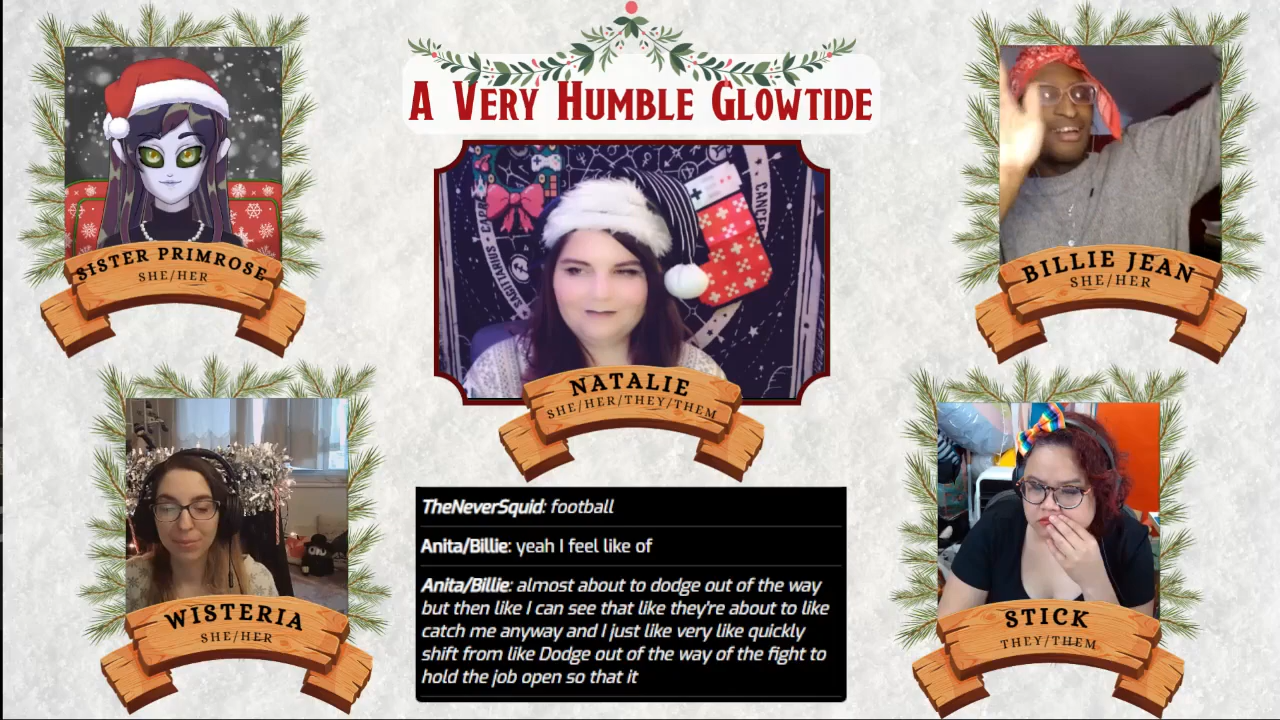 A VERY HUMBLE GLOWTIDE
SISTER PRIMROSE
SHE/HER
BILLIE JEAN
SHE/HER
CAPR
SAGITTARIUS
CANCER
NATALIE
SHE/HER/THEY/THEM
WISTERIA
SHE/HER
STICK
THEY/THEM
TheNeverSquid: football
Anita/Billie: yeah I feel like of
Anita/Billie: almost about to dodge out of the way
but then like I can see that like they're about to like
catch me anyway and I just like very like quickly
shift from like Dodge out of the way of the fight to
hold the job open so that it